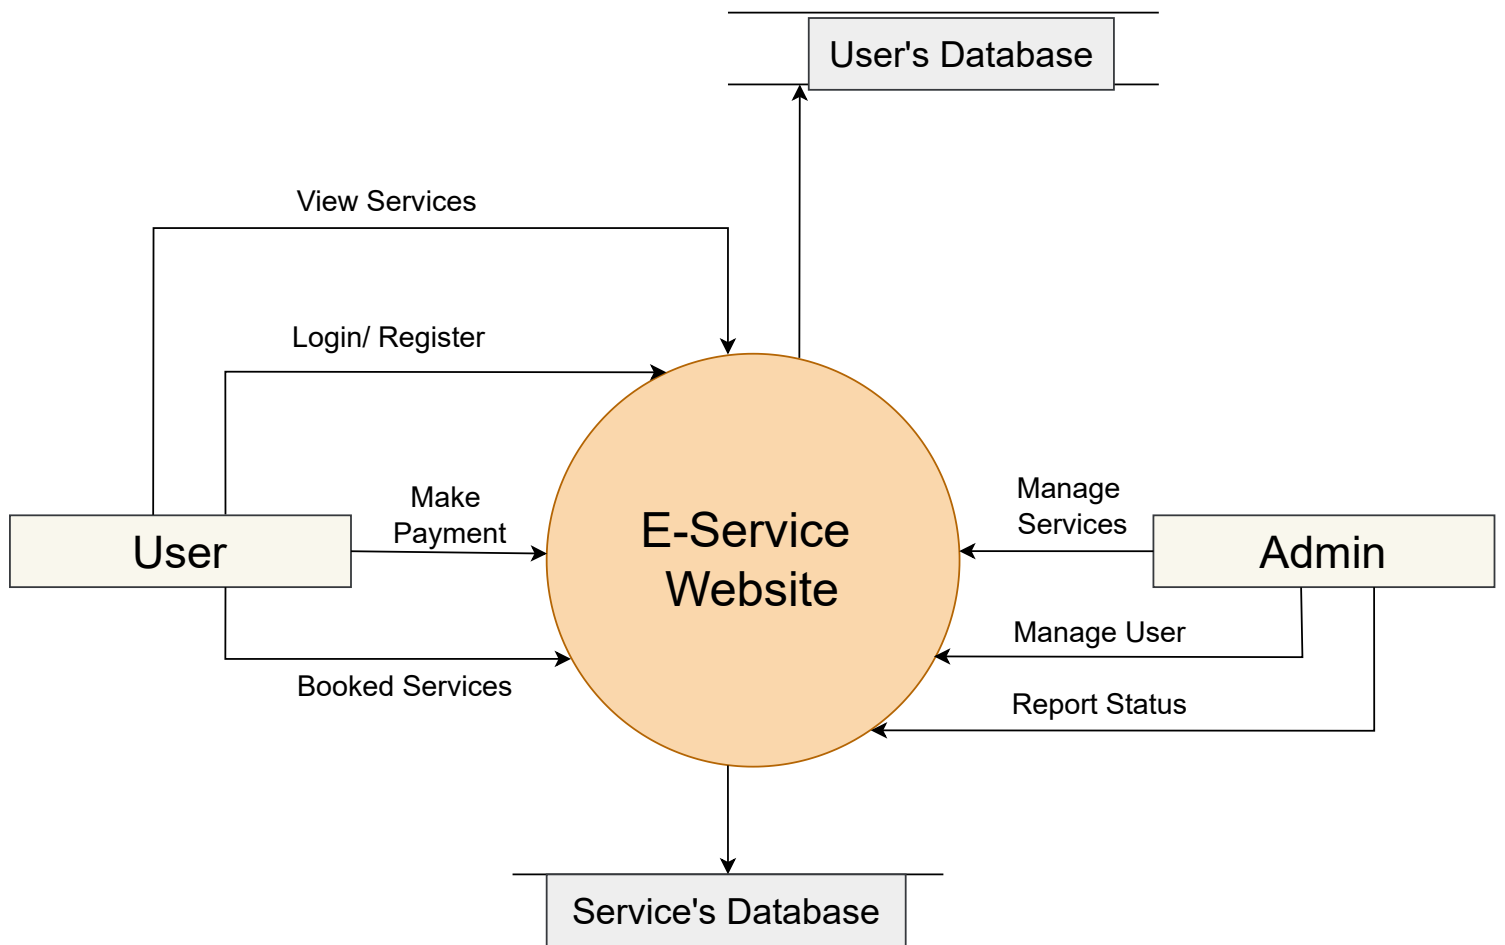 User's Database
View Services
Login/ Register
Make
Payment
Manage
Services
E-Service
Website
User
Admin
Manage User
Booked Services
Report Status
Service's Database